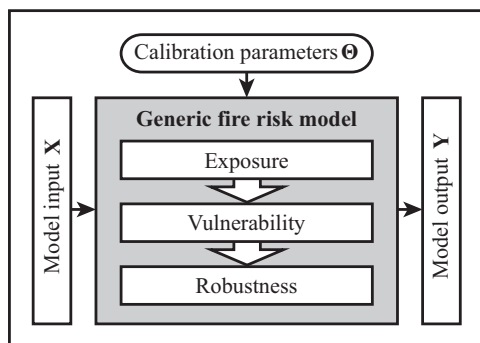 Calibration parameters Θ
Model input X
Generic fire risk model
Exposure
Vulnerability
Robustness
Model output Y